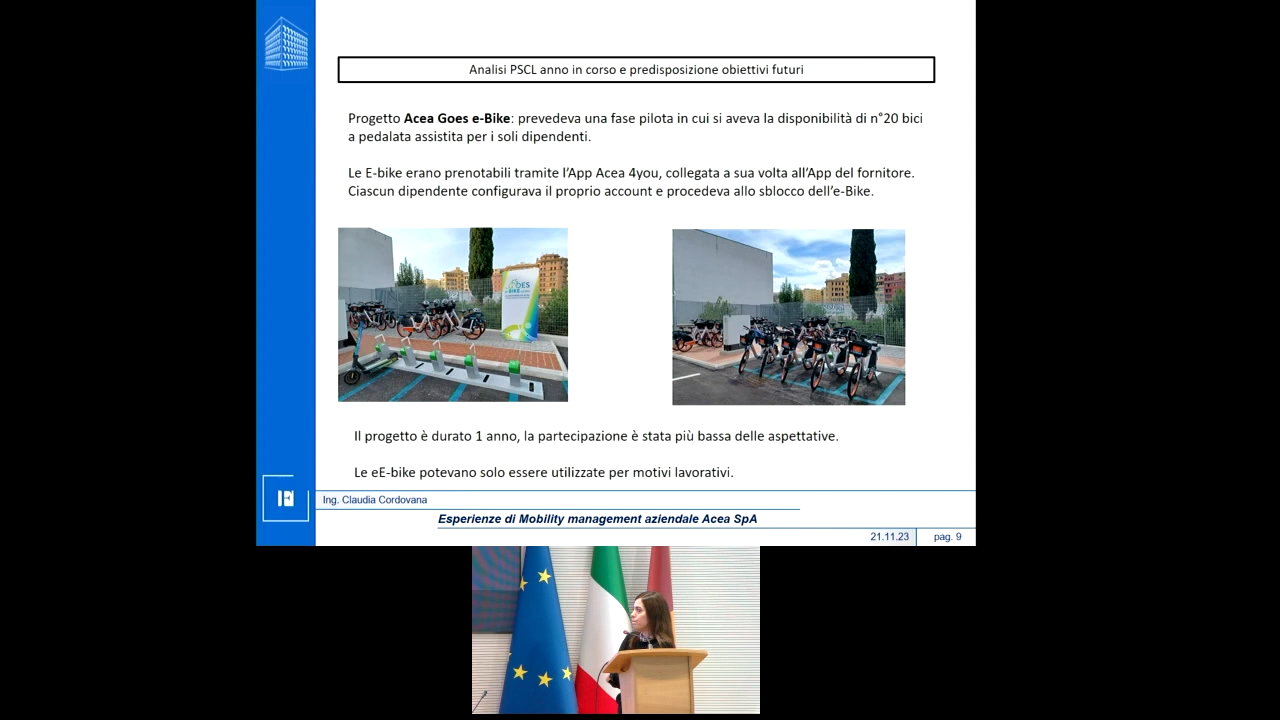 Analisi PSCL anno in corso e predisposizione obiettivi futuri
Progetto Acea Goes e-Bike: prevedeva una fase pilota in cui si aveva la disponibilità di n°20 bici
a pedalata assistita per i soli dipendenti.
Le E-bike erano prenotabili tramite l'App Acea 4you, collegata a sua volta all'App del fornitore.
Ciascun dipendente configurava il proprio account e procedeva allo sblocco dell'e-Bike.
GOES
e-BIKE
Il progetto è durato 1 anno, la partecipazione è stata più bassa delle aspettative.
Le eE-bike potevano solo essere utilizzate per motivi lavorativi.
Ing. Claudia Cordovana
Esperienze di Mobility management aziendale Acea SpA
21.11.23
pag. 9